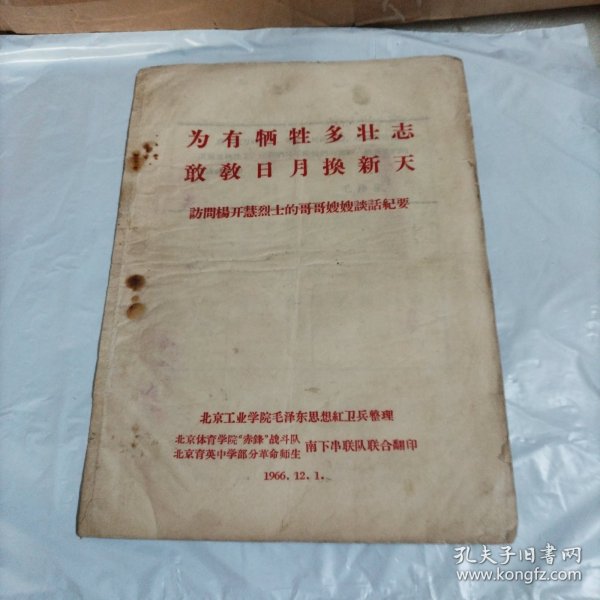 为有牺牲多壮志
敢敎日月换新天
訪問楊开慧烈士的哥哥嫂嫂談話紀要
北京工业学院毛泽东思想紅卫兵整理
北京体育学院“赤鋒”战斗队
北京育英中学部分革命师生
南下串联队联合翻印
1966.12.1.
孔夫子旧书网
www.kongfz.com